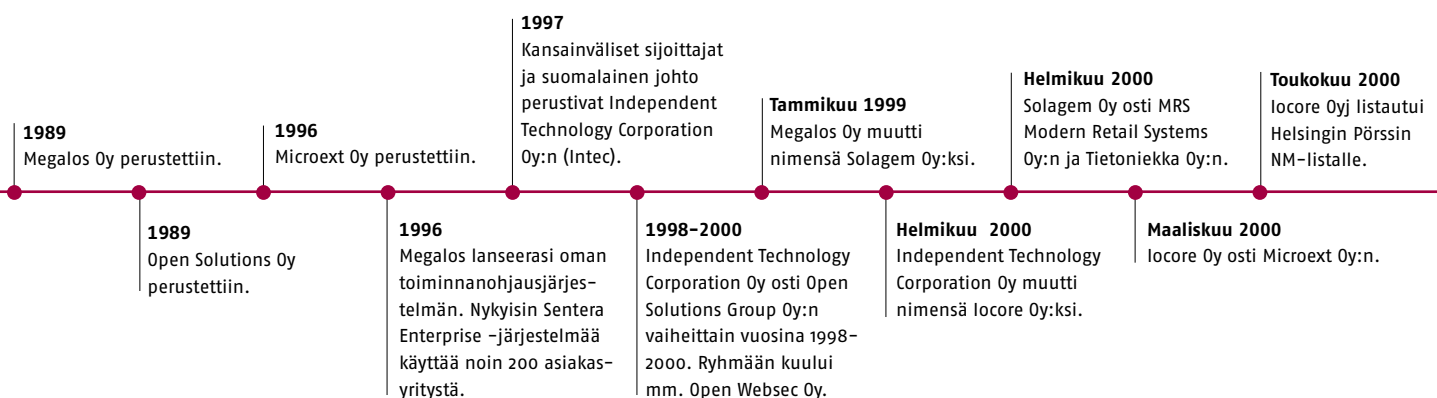 1989
Megalos Oy perustettiin.
1989
Open Solutions Oy
perustettiin.
1996
Microext Oy perustettiin.
1996
Megalos lanseerasi oman
toiminnanohjausjärjes-
telmän. Nykyisin Sentera
Enterprise -järjestelmää
käyttää noin 200 asiakas-
yritystä.
1997
Kansainväliset sijoittajat
ja suomalainen johto
perustivat Independent
Technology Corporation
Oy:n (Intec).
1998-2000
Independent Technology
Corporation Oy osti Open
Solutions Group Oy:n
vaiheittain vuosina 1998-
2000. Ryhmään kuului
mm. Open Websec Oy.
Tammikuu 1999
Megalos Oy muutti
nimensä Solagem Oy:ksi.
Helmikuu 2000
Independent Technology
Corporation Oy muutti
nimensä Iocore Oy:ksi.
Helmikuu 2000
Solagem Oy osti MRS
Modern Retail Systems
Oy:n ja Tietoniekka Oy:n.
Maaliskuu 2000
Iocore Oy osti Microext Oy:n.
Toukokuu 2000
Iocore Oyj listautui
Helsingin Pörssin
NM-listalle.